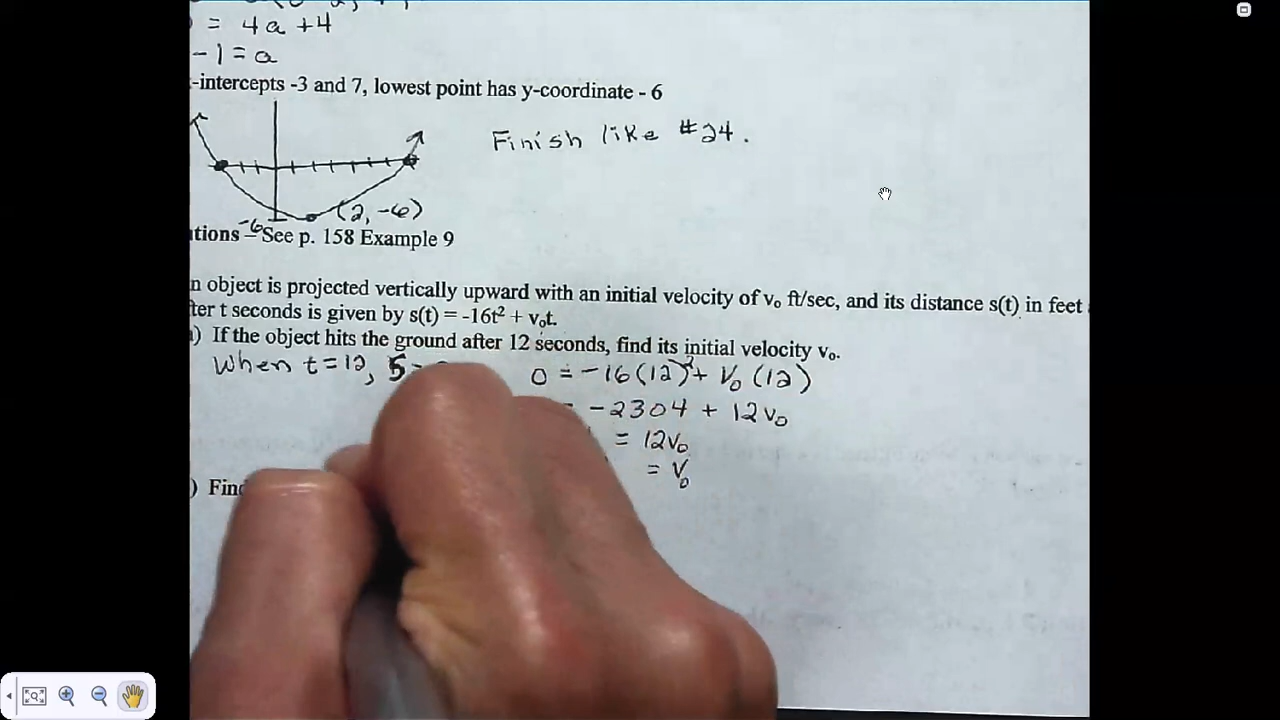 = 4a + 4
-1 = a
-intercepts -3 and 7, lowest point has y-coordinate - 6
Finish like #24.
(2, -6)
-6
tions – See p. 158 Example 9
n object is projected vertically upward with an initial velocity of v₀ ft/sec, and its distance s(t) in feet
ter t seconds is given by s(t) = -16t² + v₀t.
) If the object hits the ground after 12 seconds, find its initial velocity v₀.
When t = 12, s = 0 = -16(12)² + V₀(12)
= -2304 + 12V₀
= 12V₀
= V₀
) Find